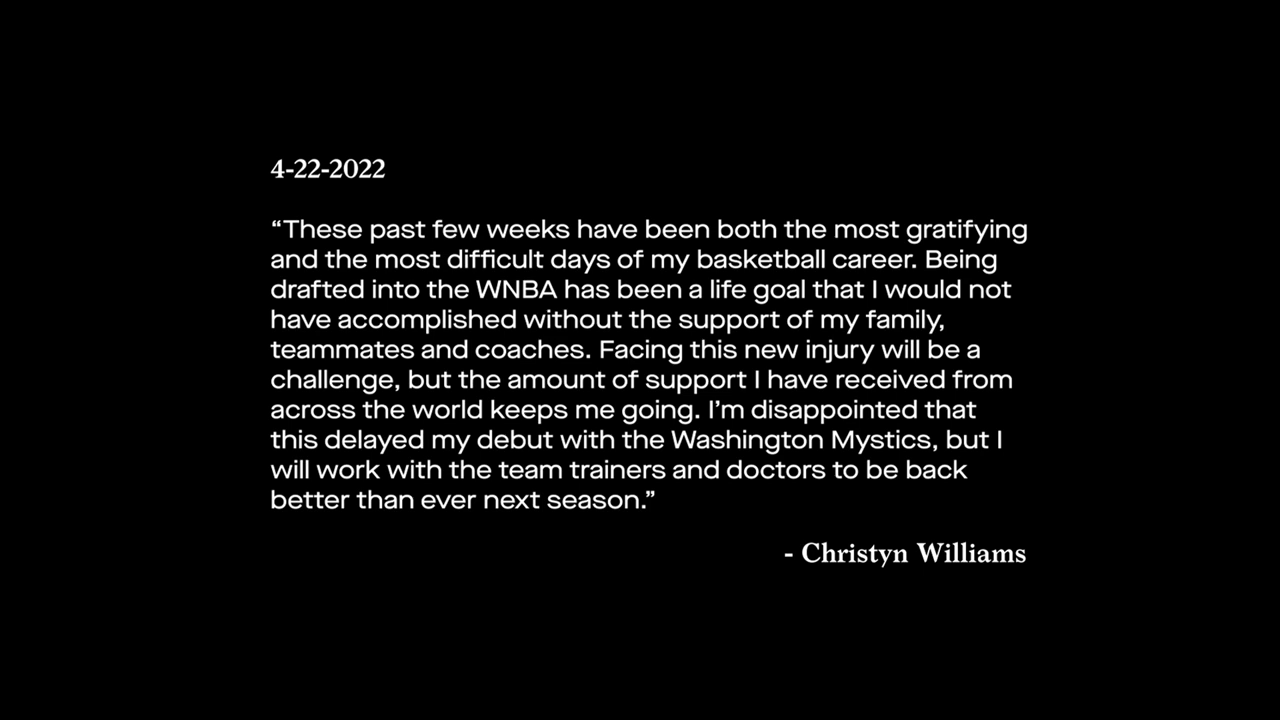 4-22-2022
“These past few weeks have been both the most gratifying
and the most difficult days of my basketball career. Being
drafted into the WNBA has been a life goal that I would not
have accomplished without the support of my family,
teammates and coaches. Facing this new injury will be a
challenge, but the amount of support I have received from
across the world keeps me going. I’m disappointed that
this delayed my debut with the Washington Mystics, but I
will work with the team trainers and doctors to be back
better than ever next season.”
- Christyn Williams